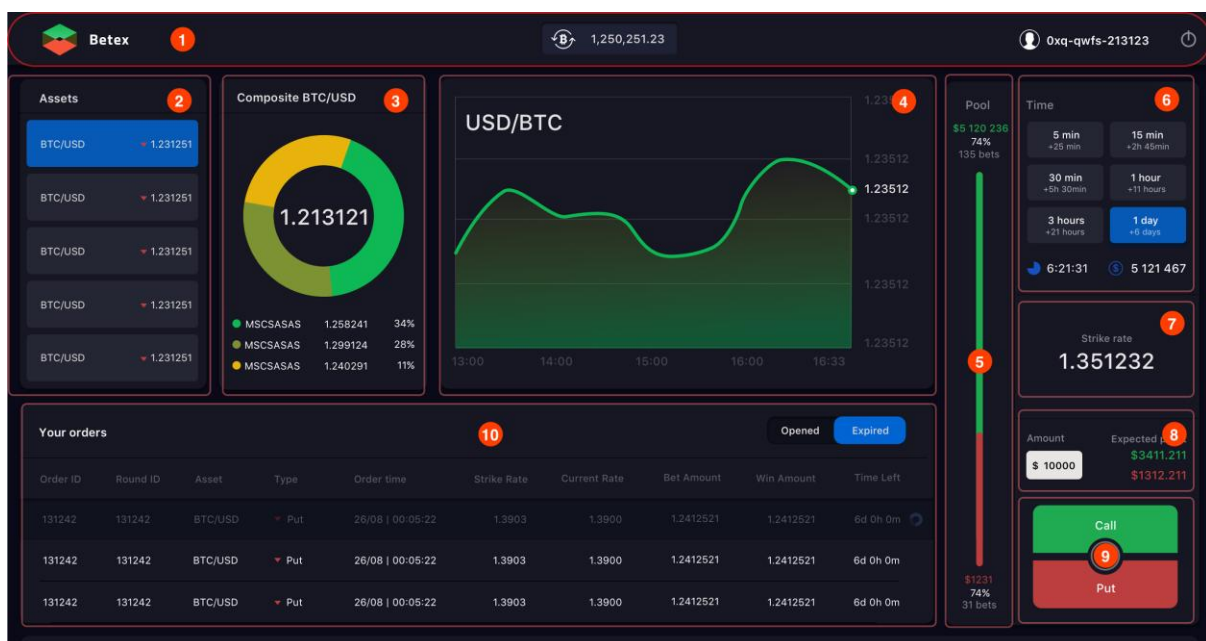 Betex
1
1,250,251.23
0xq-qwfs-213123
Assets
2
BTC/USD 1.231251
BTC/USD 1.231251
BTC/USD 1.231251
BTC/USD 1.231251
BTC/USD 1.231251
Composite BTC/USD
3
1.213121
MSCSASAS 1.258241 34%
MSCSASAS 1.299124 28%
MSCSASAS 1.240291 11%
USD/BTC
4
1.23512
1.23512
1.23512
1.23512
1.23512
13:00 14:00 15:00 16:00 16:33
Pool
$5 120 236
74%
135 bets
5
$1231
74%
31 bets
Time
6
5 min
+25 min
15 min
+2h 45min
30 min
+5h 30min
1 hour
+11 hours
3 hours
+21 hours
1 day
+6 days
6:21:31
5 121 467
7
Strike rate
1.351232
8
Amount
$ 10000
Expected
$3411.211
$1312.211
Call
9
Put
Your orders
10
Opened Expired
Order ID Round ID Asset Type Order time Strike Rate Current Rate Bet Amount Win Amount Time Left
131242 131242 BTC/USD Put 26/08 | 00:05:22 1.3903 1.3900 1.2412521 1.2412521 6d 0h 0m
131242 131242 BTC/USD Put 26/08 | 00:05:22 1.3903 1.3900 1.2412521 1.2412521 6d 0h 0m
131242 131242 BTC/USD Put 26/08 | 00:05:22 1.3903 1.3900 1.2412521 1.2412521 6d 0h 0m